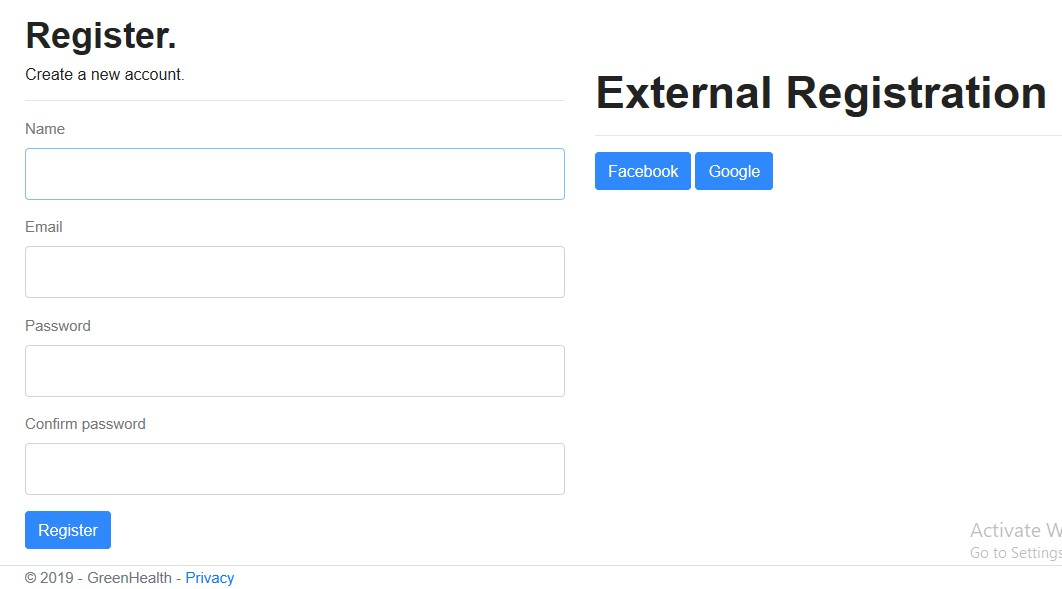 Register.
Create a new account.
Name
Email
Password
Confirm password
Register
External Registration
Facebook Google
Activate W
Go to Settings
© 2019 - GreenHealth - Privacy